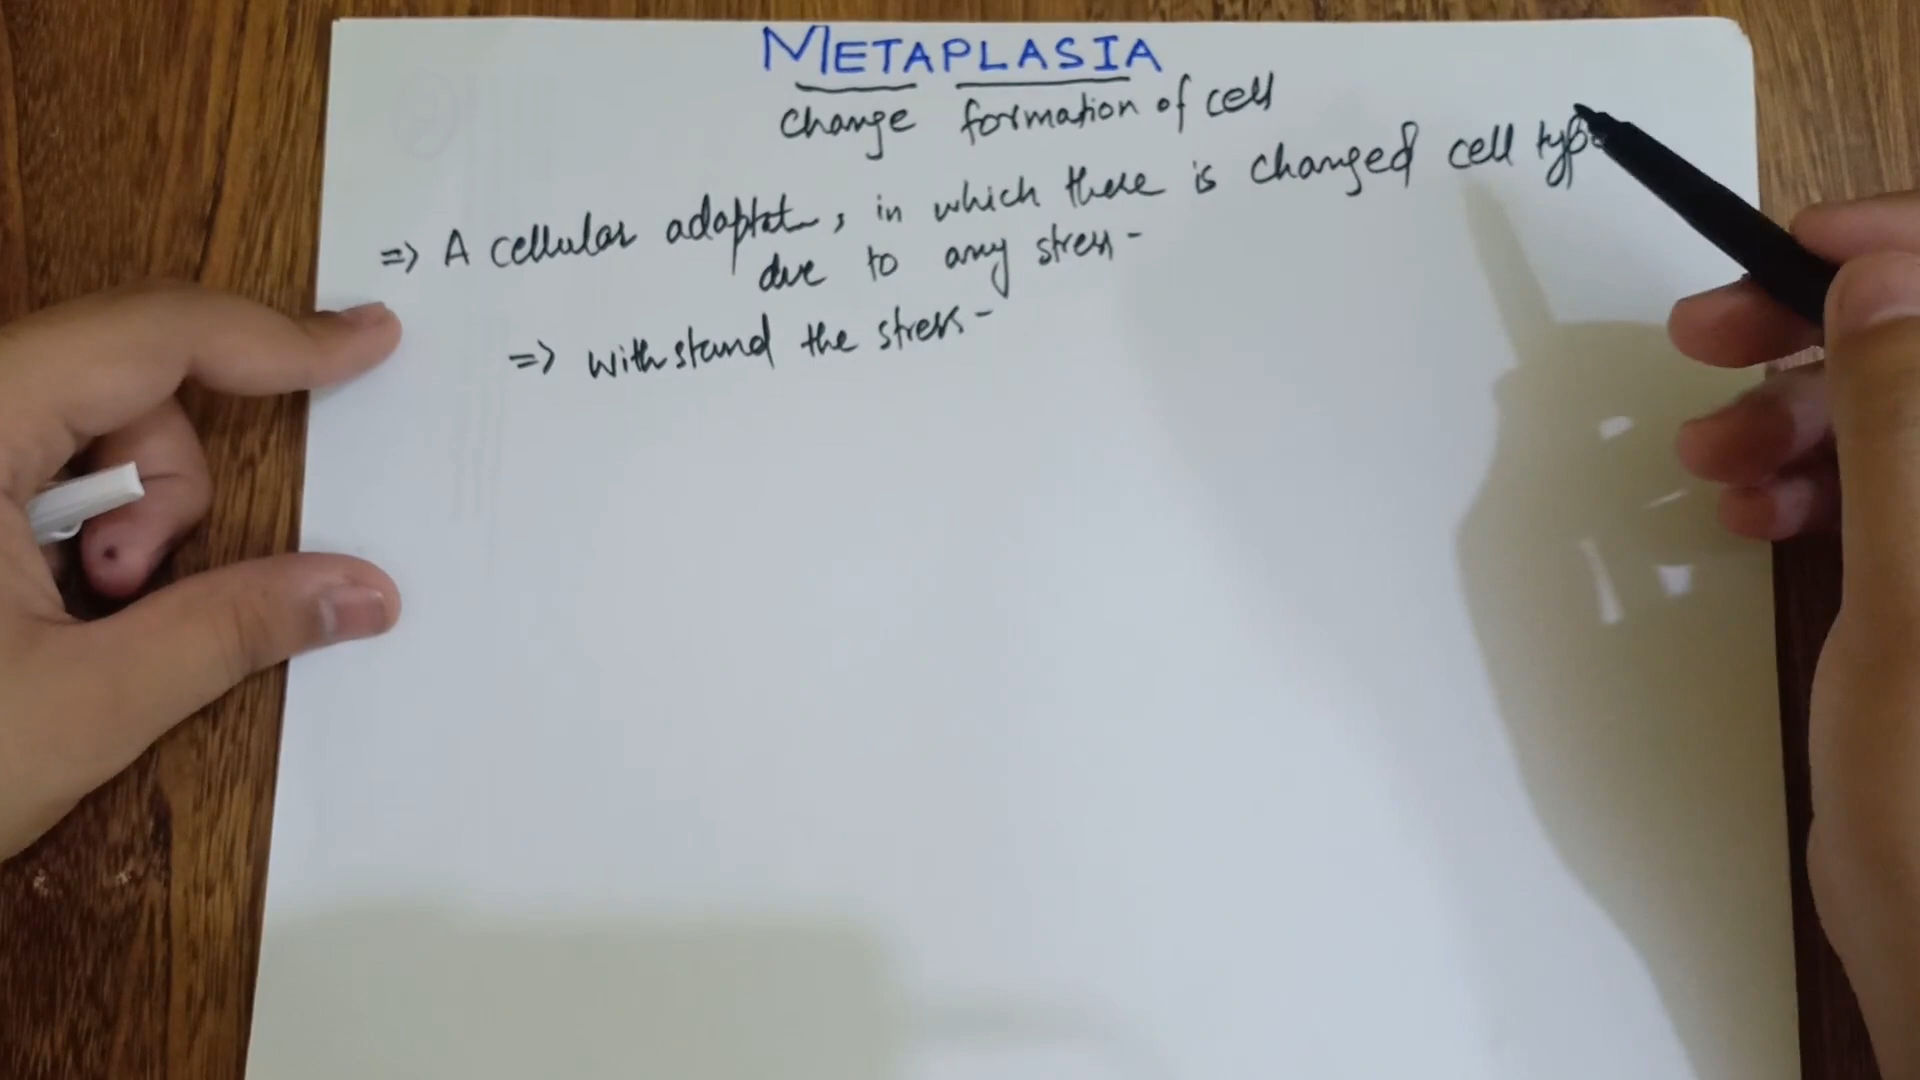 METAPLASIA
change formation of cell
=> A cellular adaptat, in which there is changed cell type
due to any stress -
=> withstand the stress -